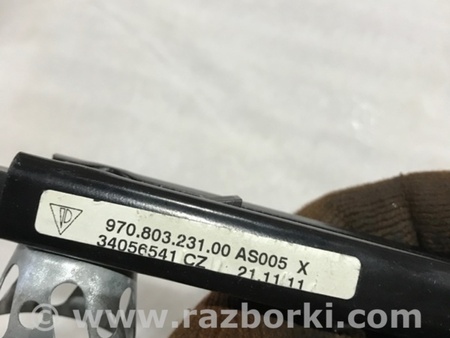 970.803.231.00 AS005 X
34056541 CZ 21.11.11
© www.razborki.com